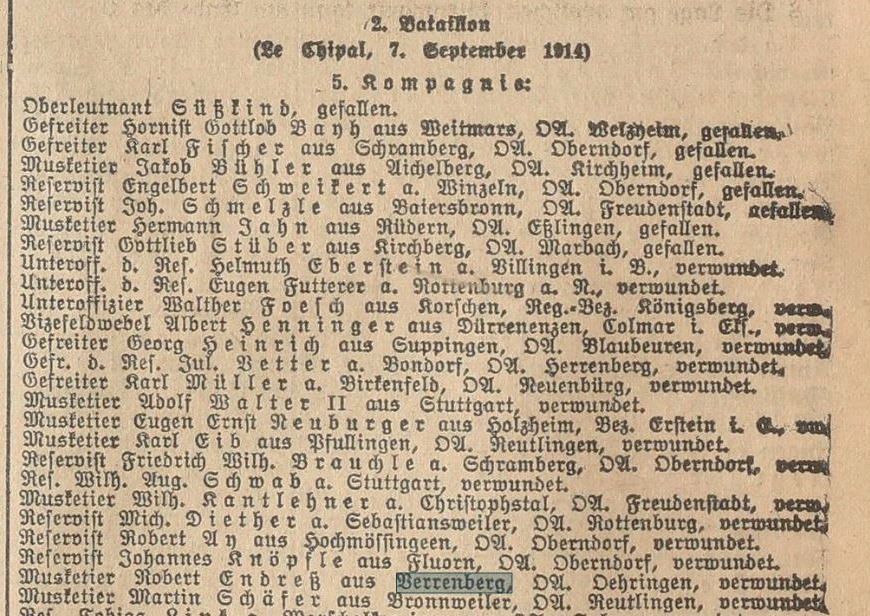 2. Bataillon
(Le Chipal, 7. September 1914)
5. Kompagnie:
Oberleutnant Süßkind, gefallen.
Gefreiter Hornist Gottlob Bayh aus Weitmars, OA. Welzheim, gefallen.
Gefreiter Karl Fischer aus Schramberg, OA. Oberndorf, gefallen.
Musketier Jakob Bühler aus Aichelberg, OA. Kirchheim, gefallen.
Reservist Engelbert Schweikert a. Winzeln, OA. Oberndorf, gefallen.
Reservist Joh. Schmelzle aus Baiersbronn, OA. Freudenstadt, gefallen.
Musketier Hermann Jahn aus Rüdern, OA. Eßlingen, gefallen.
Reservist Gottlieb Stüber aus Kirchberg, OA. Marbach, gefallen.
Unteroff. d. Res. Helmuth Eberstein a. Villingen i. B., verwundet.
Unteroff. d. Res. Eugen Futterer a. Rottenburg a. N., verwundet.
Unteroffizier Walther Foesch aus Korschen, Reg.-Bez. Königsberg, verw.
Vizefeldwebel Albert Henninger aus Dürrenenzen, Colmar i. Els., verw.
Gefreiter Georg Heinrich aus Suppingen, OA. Blaubeuren, verwundet.
Gefr. d. Res. Jul. Vetter a. Bondorf, OA. Herrenberg, verwundet.
Gefreiter Karl Müller a. Birkenfeld, OA. Neuenbürg, verwundet.
Musketier Adolf Walter II aus Stuttgart, verwundet.
Musketier Eugen Ernst Neuburger aus Holzheim, Bez. Erstein i. E.,
Musketier Karl Eib aus Pfullingen, OA. Reutlingen, verwundet.
Reservist Friedrich Wilh. Brauchle a. Schramberg, OA. Oberndorf, verw.
Res. Wilh. Aug. Schwab a. Stuttgart, verwundet.
Musketier Wilh. Kantlehner a. Christophstal, OA. Freudenstadt, verw.
Reservist Mich. Diether a. Sebastiansweiler, OA. Rottenburg, verwundet.
Reservist Robert Ay aus Hochmössingeen, OA. Oberndorf, verwundet.
Reservist Johannes Knöpfle aus Fluorn, OA. Oberndorf, verwundet.
Musketier Robert Endreß aus Verrenberg, OA. Oehringen, verwundet.
Musketier Martin Schäfer aus Bronnweiler, OA. Reutlingen, verwundet.